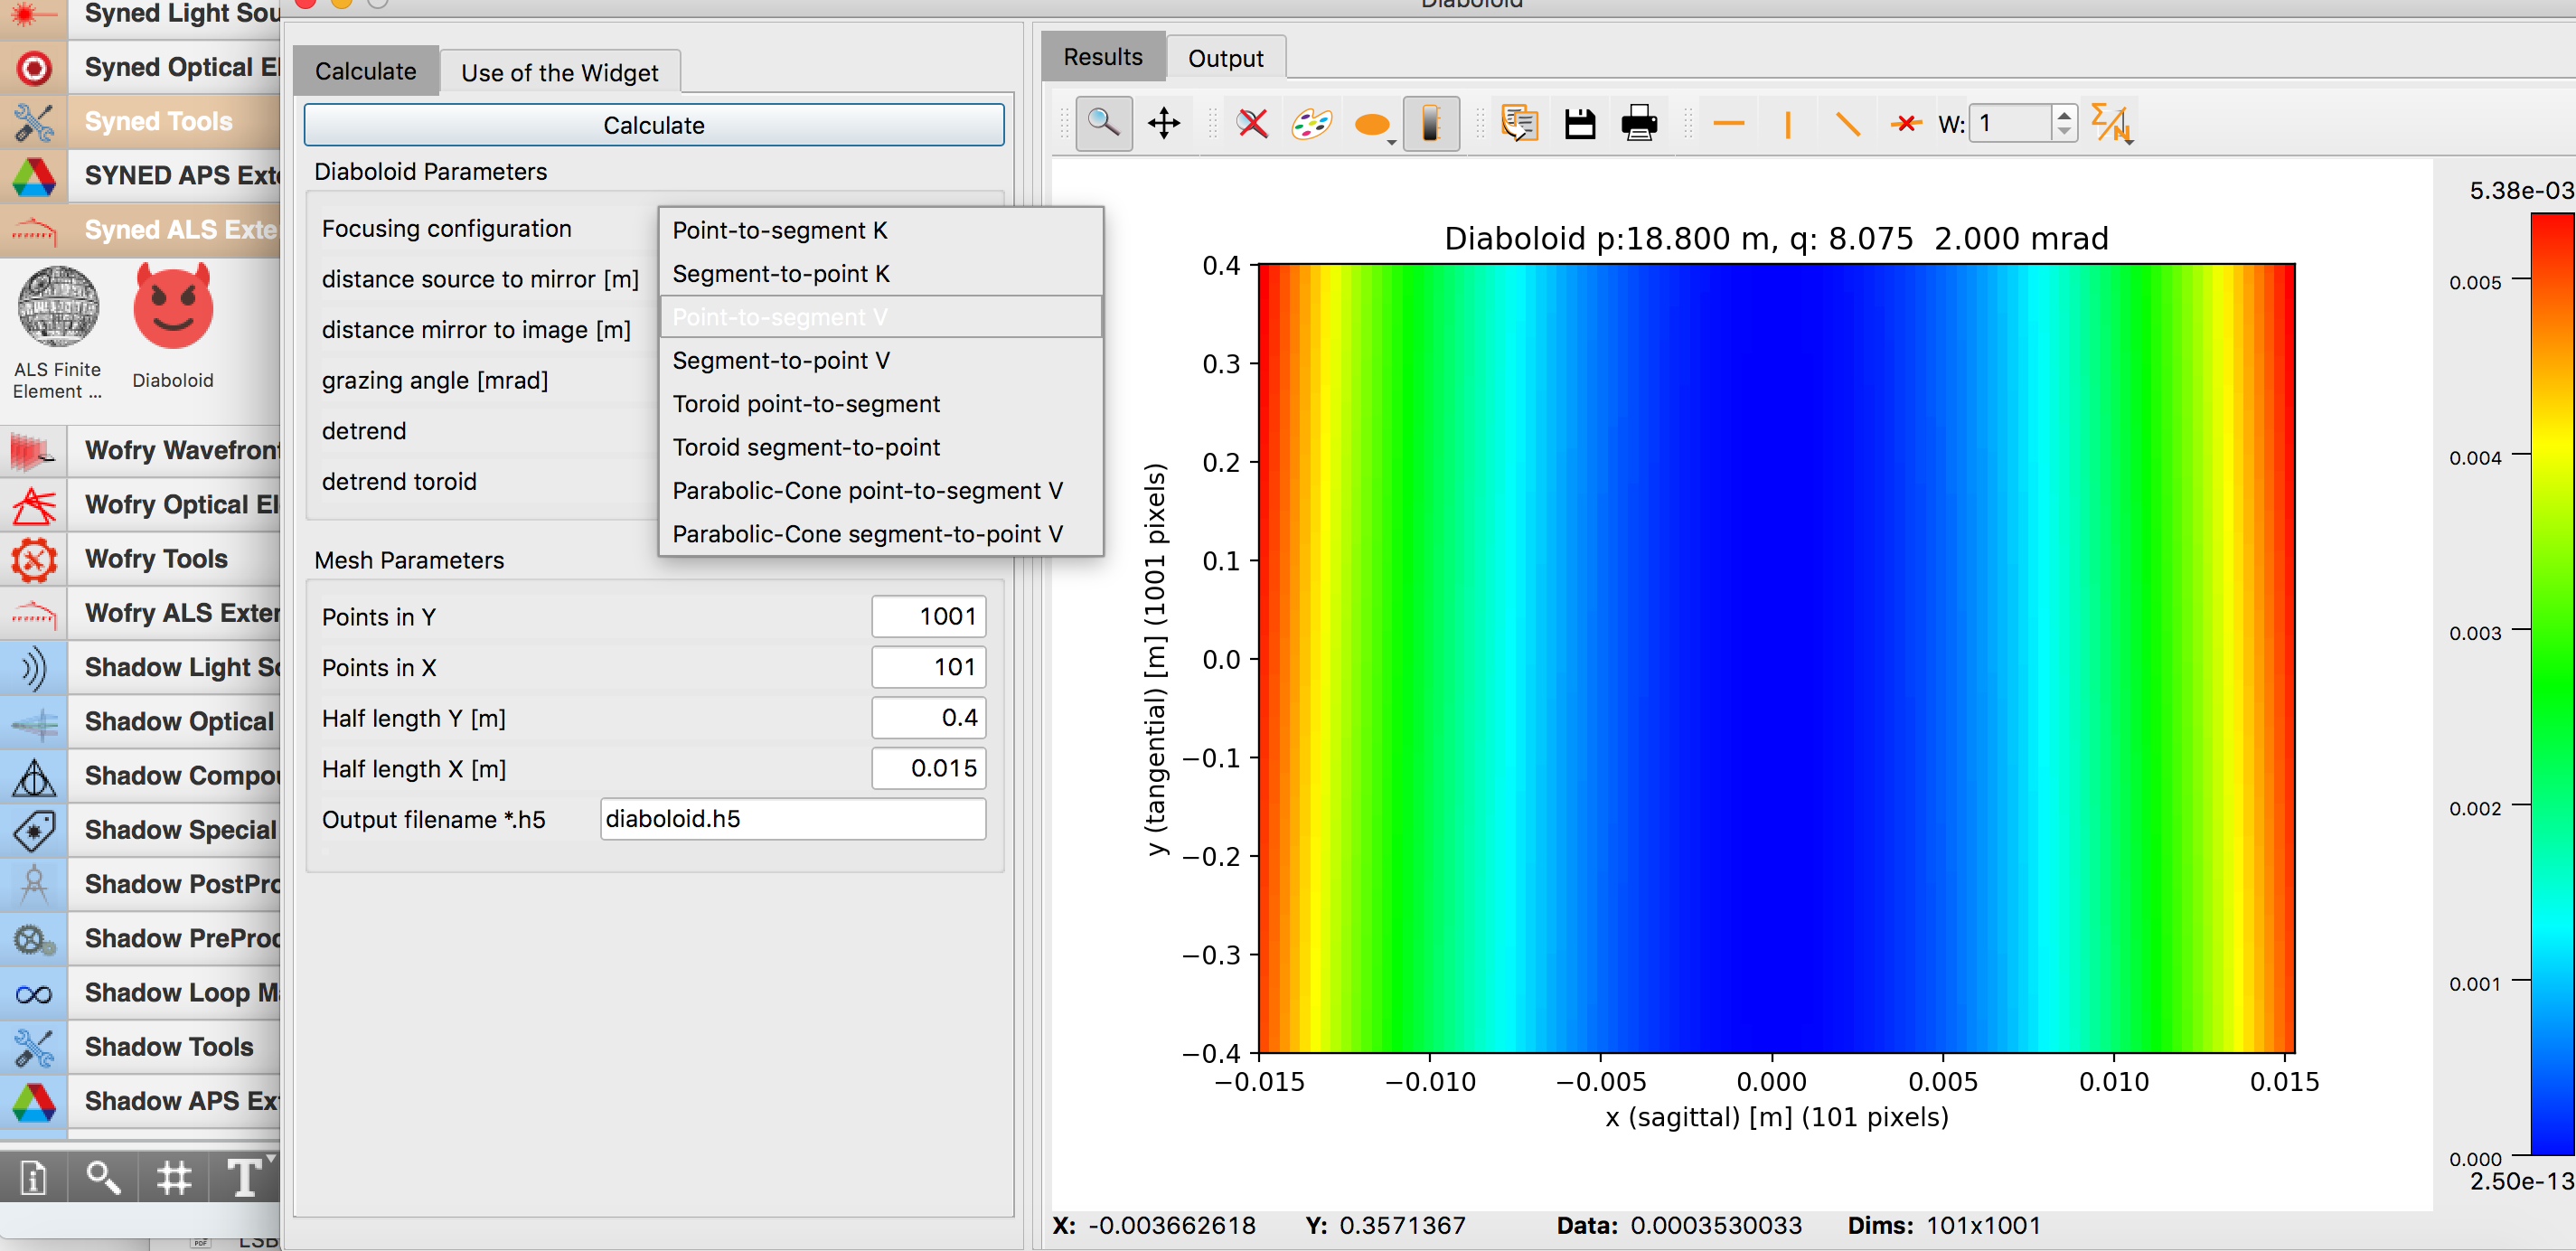 Diaboloid
Syned Light Sou
Syned Optical El
Syned Tools
SYNED APS Exte
Syned ALS Exte
ALS Finite
Element ...
Diaboloid
Wofry Wavefront
Wofry Optical El
Wofry Tools
Wofry ALS Exter
Shadow Light So
Shadow Optical
Shadow Compou
Shadow Special
Shadow PostPro
Shadow PreProc
Shadow Loop Ma
Shadow Tools
Shadow APS Ext
T
PDF
LSB
Calculate
Use of the Widget
Calculate
Diaboloid Parameters
Focusing configuration
distance source to mirror [m]
distance mirror to image [m]
grazing angle [mrad]
detrend
detrend toroid
Point-to-segment K
Segment-to-point K
Point-to-segment V
Segment-to-point V
Toroid point-to-segment
Toroid segment-to-point
Parabolic-Cone point-to-segment V
Parabolic-Cone segment-to-point V
Mesh Parameters
Points in Y 1001
Points in X 101
Half length Y [m] 0.4
Half length X [m] 0.015
Output filename *.h5 diaboloid.h5
Results
Output
W: 1
Diaboloid p:18.800 m, q: 8.075 2.000 mrad
y (tangential) [m] (1001 pixels)
0.4
0.3
0.2
0.1
0.0
−0.1
−0.2
−0.3
−0.4
−0.015 −0.010 −0.005 0.000 0.005 0.010 0.015
x (sagittal) [m] (101 pixels)
5.38e-03
0.005
0.004
0.003
0.002
0.001
0.000
2.50e-13
X: -0.003662618 Y: 0.3571367 Data: 0.0003530033 Dims: 101x1001